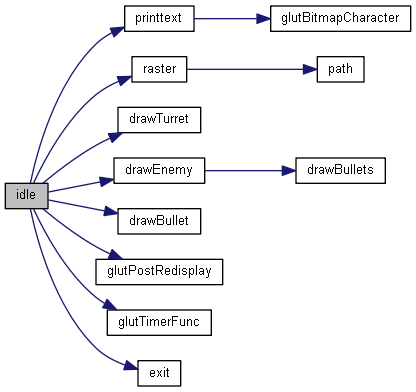 printtext
glutBitmapCharacter
raster
path
drawTurret
drawEnemy
drawBullets
idle
drawBullet
glutPostRedisplay
glutTimerFunc
exit